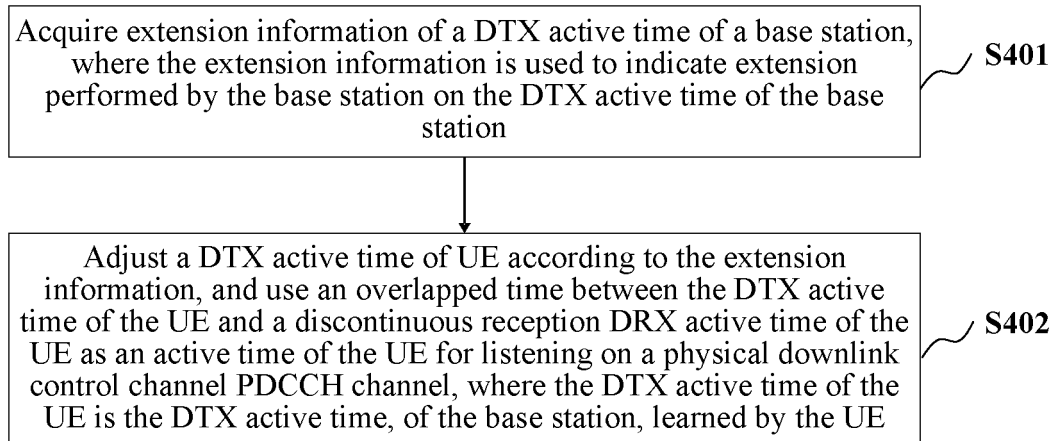 Acquire extension information of a DTX active time of a base station,
where the extension information is used to indicate extension
performed by the base station on the DTX active time of the base
station
S401
Adjust a DTX active time of UE according to the extension
information, and use an overlapped time between the DTX active
time of the UE and a discontinuous reception DRX active time of the
UE as an active time of the UE for listening on a physical downlink
control channel PDCCH channel, where the DTX active time of the
UE is the DTX active time, of the base station, learned by the UE
S402